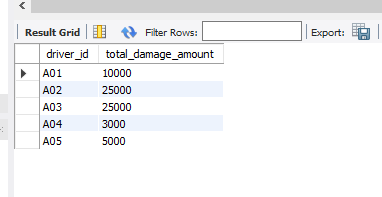 Result Grid Filter Rows: Export:
driver_id total_damage_amount
A01 10000
A02 25000
A03 25000
A04 3000
A05 5000